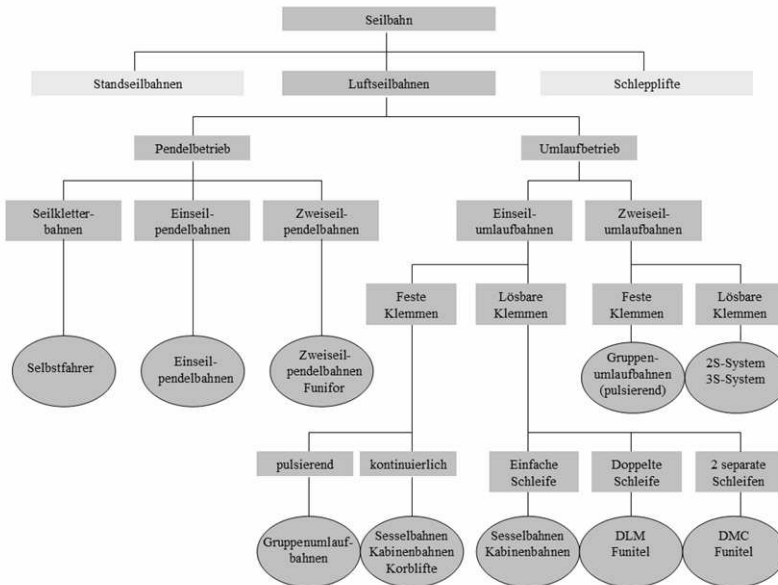 Seilbahn
Standseilbahnen
Luftseilbahnen
Schlepplifte
Pendelbetrieb
Umlaufbetrieb
Seilkletter-
bahnen
Einseil-
pendelbahnen
Zweiseil-
pendelbahnen
Einseil-
umlaufbahnen
Zweiseil-
umlaufbahnen
Feste
Klemmen
Lösbare
Klemmen
Feste
Klemmen
Lösbare
Klemmen
Selbstfahrer
Einseil-
pendelbahnen
Zweiseil-
pendelbahnen
Funifor
Gruppen-
umlaufbahnen
(pulsierend)
2S-System
3S-System
pulsierend
kontinuierlich
Einfache
Schleife
Doppelte
Schleife
2 separate
Schleifen
Gruppenumlauf-
bahnen
Sesselbahnen
Kabinenbahnen
Korblifte
Sesselbahnen
Kabinenbahnen
DLM
Funitel
DMC
Funitel